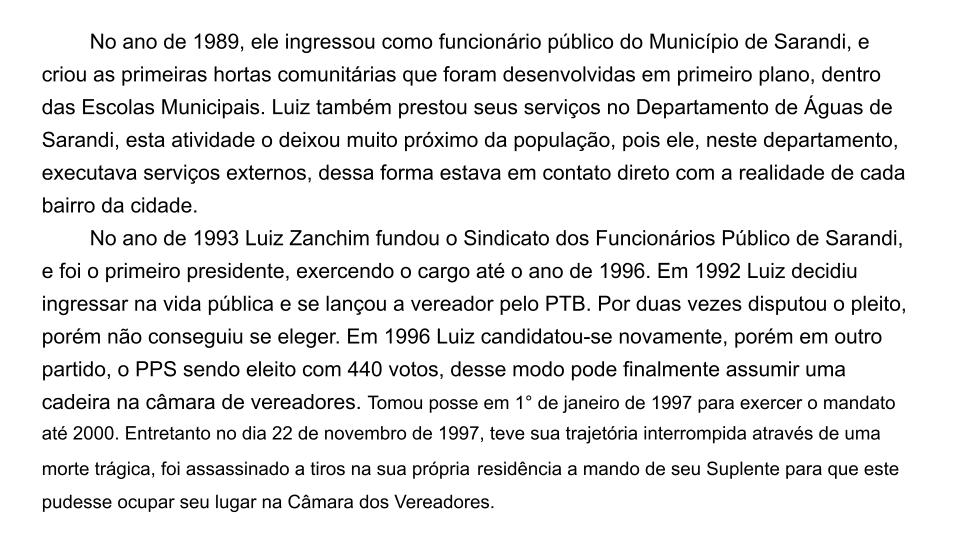 No ano de 1989, ele ingressou como funcionário público do Município de Sarandi, e
criou as primeiras hortas comunitárias que foram desenvolvidas em primeiro plano, dentro
das Escolas Municipais. Luiz também prestou seus serviços no Departamento de Águas de
Sarandi, esta atividade o deixou muito próximo da população, pois ele, neste departamento,
executava serviços externos, dessa forma estava em contato direto com a realidade de cada
bairro da cidade.
No ano de 1993 Luiz Zanchim fundou o Sindicato dos Funcionários Público de Sarandi,
e foi o primeiro presidente, exercendo o cargo até o ano de 1996. Em 1992 Luiz decidiu
ingressar na vida pública e se lançou a vereador pelo PTB. Por duas vezes disputou o pleito,
porém não conseguiu se eleger. Em 1996 Luiz candidatou-se novamente, porém em outro
partido, o PPS sendo eleito com 440 votos, desse modo pode finalmente assumir uma
cadeira na câmara de vereadores. Tomou posse em 1° de janeiro de 1997 para exercer o mandato
até 2000. Entretanto no dia 22 de novembro de 1997, teve sua trajetória interrompida através de uma
morte trágica, foi assassinado a tiros na sua própria residência a mando de seu Suplente para que este
pudesse ocupar seu lugar na Câmara dos Vereadores.